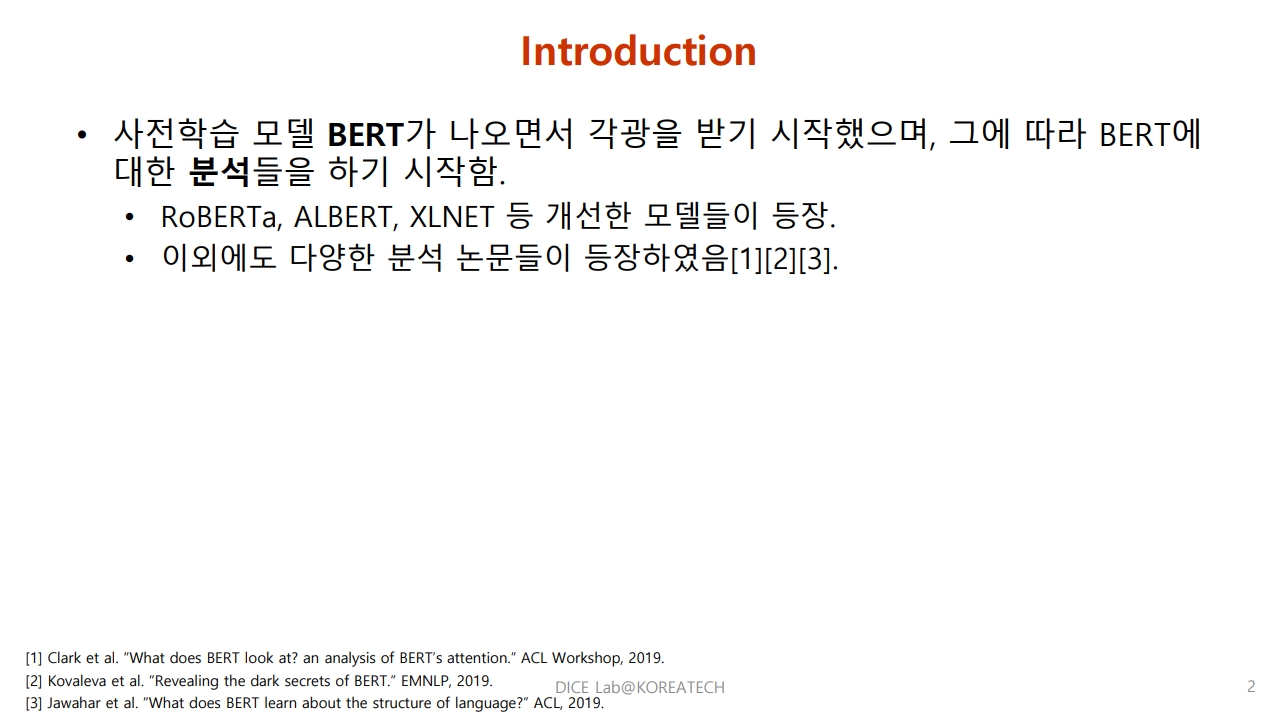 Introduction
• 사전학습 모델 BERT가 나오면서 각광을 받기 시작했으며, 그에 따라 BERT에
대한 분석들을 하기 시작함.
• RoBERTa, ALBERT, XLNET 등 개선한 모델들이 등장.
• 이외에도 다양한 분석 논문들이 등장하였음[1][2][3].
[1] Clark et al. “What does BERT look at? an analysis of BERT’s attention.” ACL Workshop, 2019.
[2] Kovaleva et al. “Revealing the dark secrets of BERT.” EMNLP, 2019.
[3] Jawahar et al. “What does BERT learn about the structure of language?” ACL, 2019.
DICE Lab@KOREATECH
2